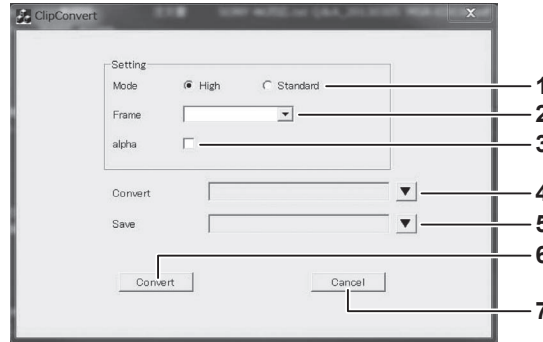 ClipConvert
X
Setting
Mode High Standard 1
Frame 2
alpha 3
Convert 4
Save 5
6
Convert Cancel
7